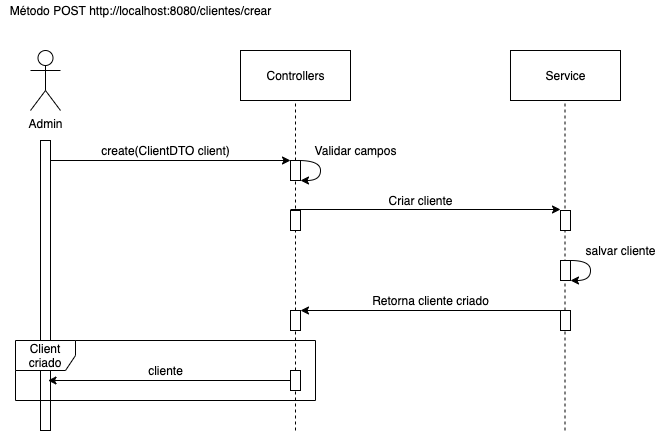 Método POST http://localhost:8080/clientes/crear
Controllers
Service
Admin
create(ClientDTO client)
Validar campos
Criar cliente
salvar cliente
Retorna cliente criado
Client
criado
cliente